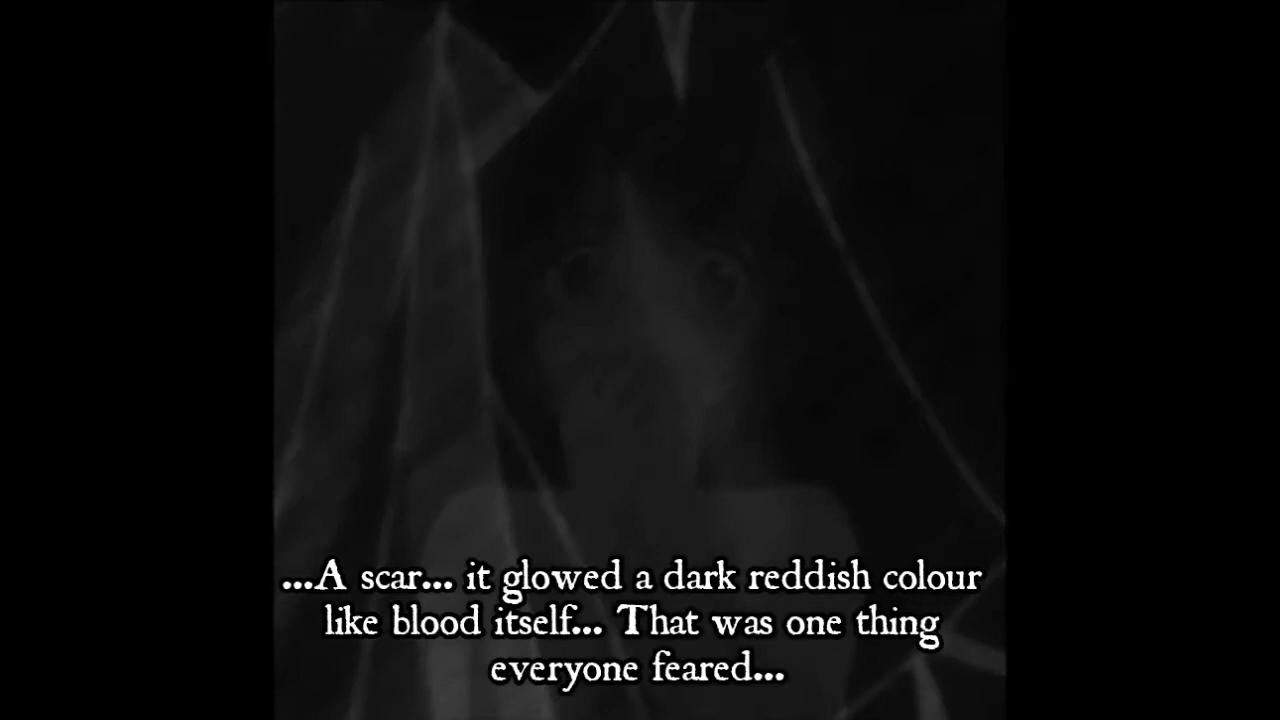 ...A scar... it glowed a dark reddish colour
like blood itself... That was one thing
everyone feared...